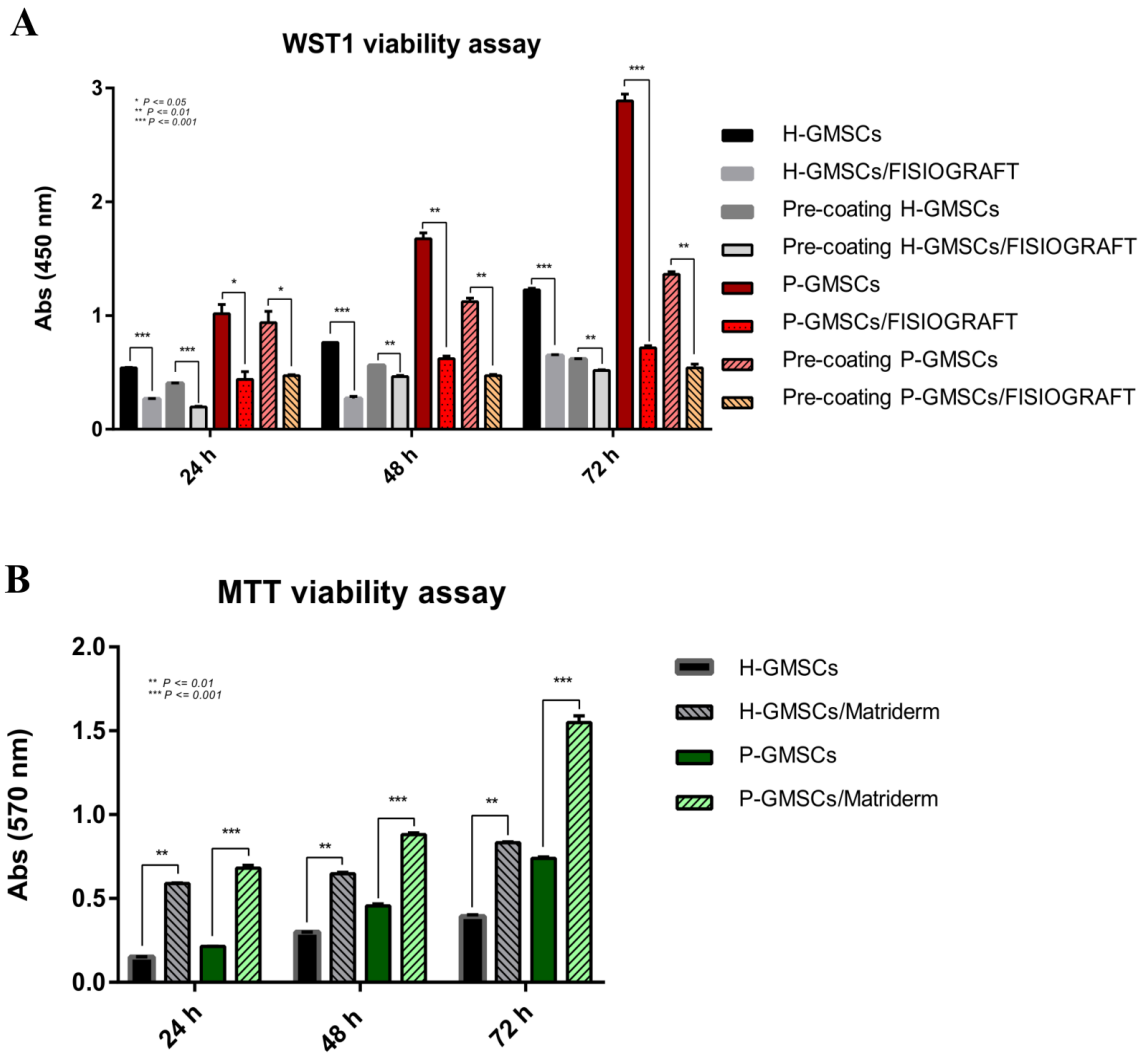 A
WST1 viability assay
* P <= 0.05
** P <= 0.01
*** P <= 0.001
Abs (450 nm)
3
2
1
0
*** *** * *
*** ** ** **
*** ** *** **
24 h
48 h
72 h
H-GMSCs
H-GMSCs/FISIOGRAFT
Pre-coating H-GMSCs
Pre-coating H-GMSCs/FISIOGRAFT
P-GMSCs
P-GMSCs/FISIOGRAFT
Pre-coating P-GMSCs
Pre-coating P-GMSCs/FISIOGRAFT
B
MTT viability assay
** P <= 0.01
*** P <= 0.001
Abs (570 nm)
2.0
1.5
1.0
0.5
0.0
** ***
** ***
** ***
24 h
48 h
72 h
H-GMSCs
H-GMSCs/Matriderm
P-GMSCs
P-GMSCs/Matriderm